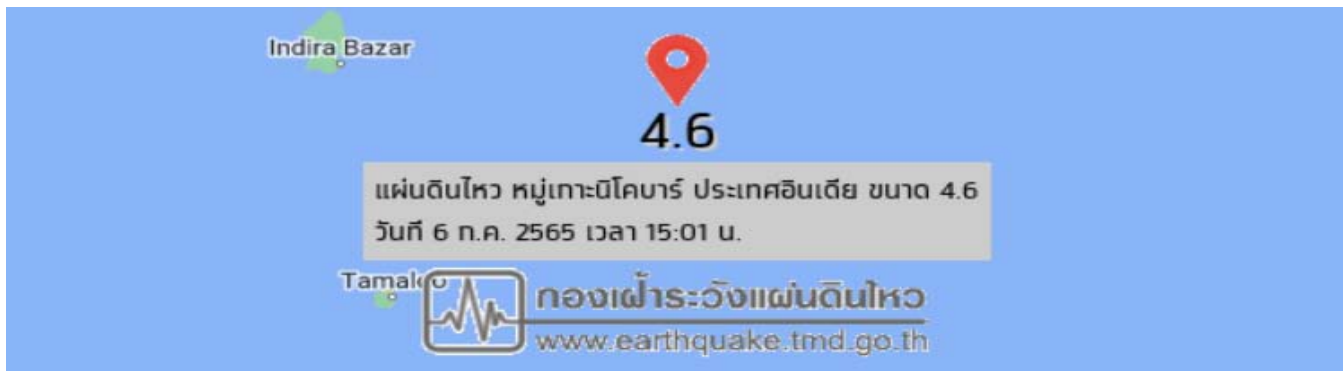 Indira Bazar
4.6
แผ่นดินไหว หมู่เกาะนิโคบาร์ ประเทศอินเดีย ขนาด 4.6
วันที่ 6 ก.ค. 2565 เวลา 15:01 น.
กองเฝ้าระวังแผ่นดินไหว
www.earthquake.tmd.go.th